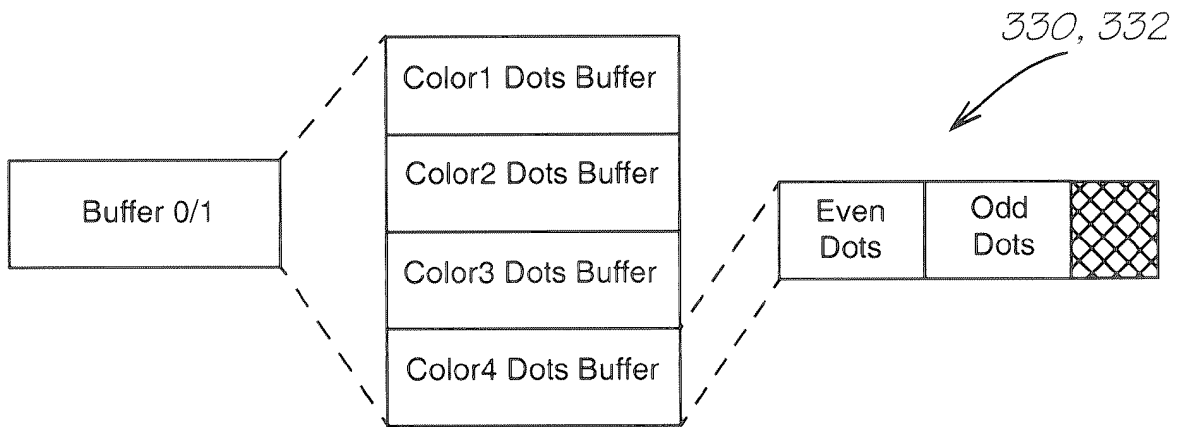 330, 332
Color1 Dots Buffer
Color2 Dots Buffer
Buffer 0/1
Even
Dots
Odd
Dots
Color3 Dots Buffer
Color4 Dots Buffer